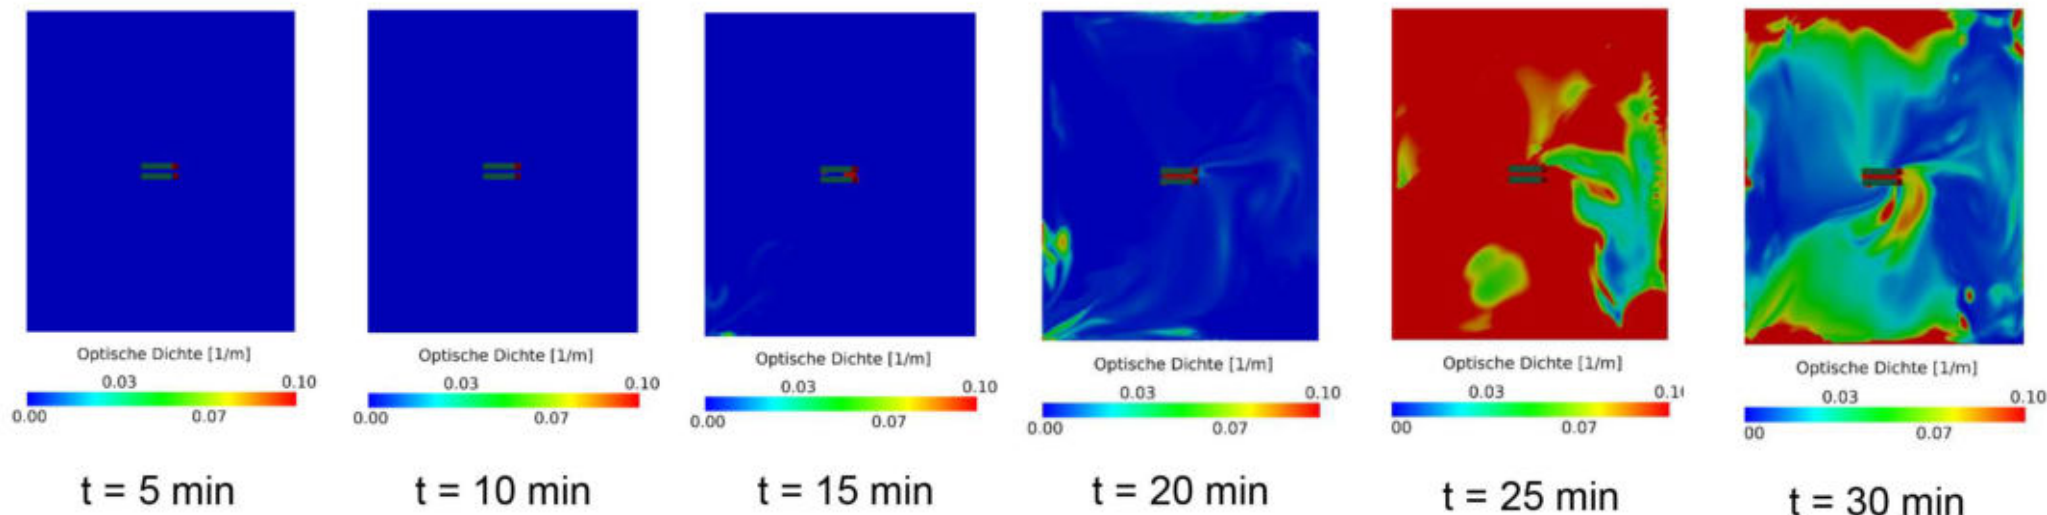 Optische Dichte [1/m]
0.03 0.10
0.00 0.07
t = 5 min
Optische Dichte [1/m]
0.03 0.10
0.00 0.07
t = 10 min
Optische Dichte [1/m]
0.03 0.10
0.00 0.07
t = 15 min
Optische Dichte [1/m]
0.03 0.10
0.00 0.07
t = 20 min
Optische Dichte [1/m]
0.03 0.1
00 0.07
t = 25 min
Optische Dichte [1/m]
0.03 0.10
00 0.07
t = 30 min